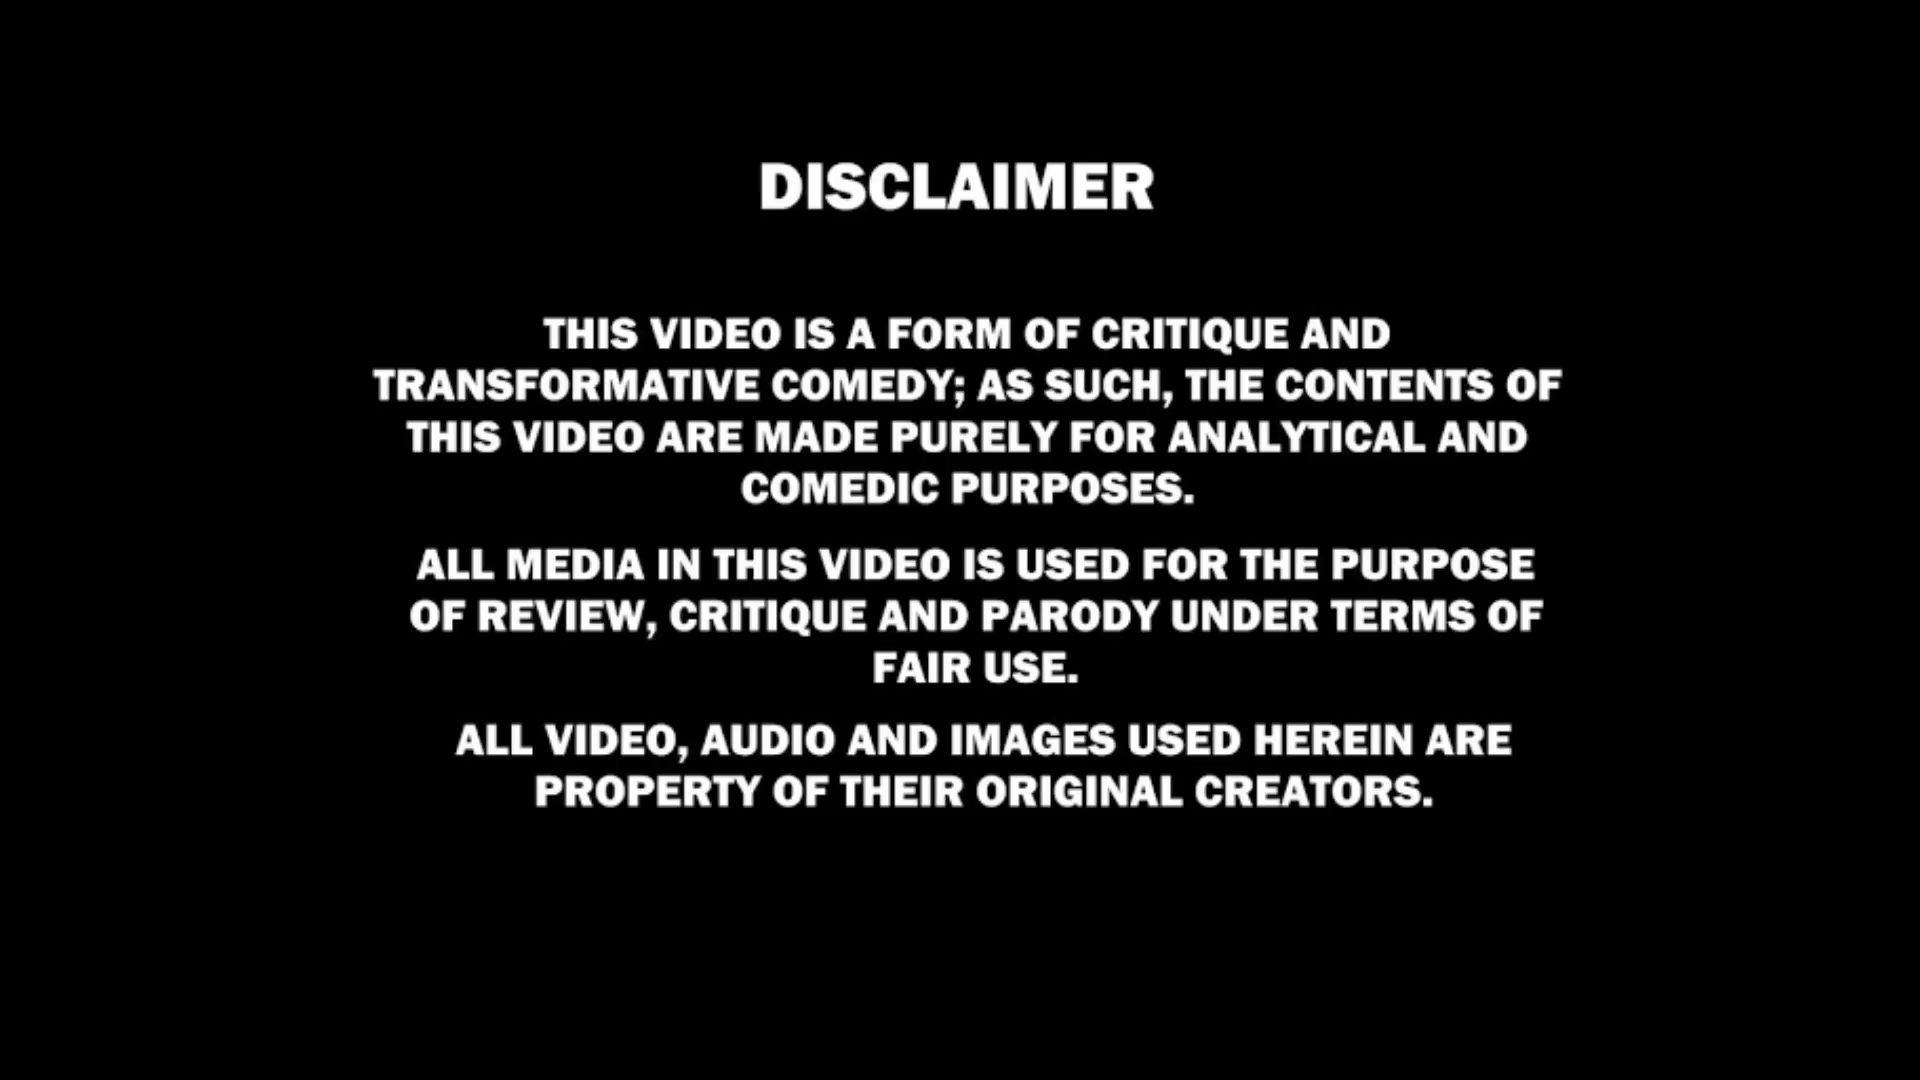 DISCLAIMER
THIS VIDEO IS A FORM OF CRITIQUE AND
TRANSFORMATIVE COMEDY; AS SUCH, THE CONTENTS OF
THIS VIDEO ARE MADE PURELY FOR ANALYTICAL AND
COMEDIC PURPOSES.
ALL MEDIA IN THIS VIDEO IS USED FOR THE PURPOSE
OF REVIEW, CRITIQUE AND PARODY UNDER TERMS OF
FAIR USE.
ALL VIDEO, AUDIO AND IMAGES USED HEREIN ARE
PROPERTY OF THEIR ORIGINAL CREATORS.